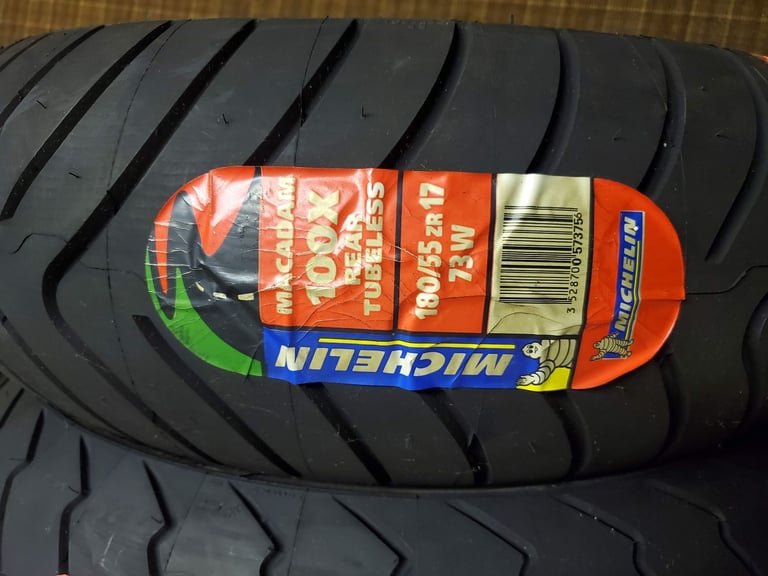 MACADAM
100X
REAR
TUBELESS
180/55 ZR 17
73 W
3 528700 573756
MICHELIN
MICHELIN